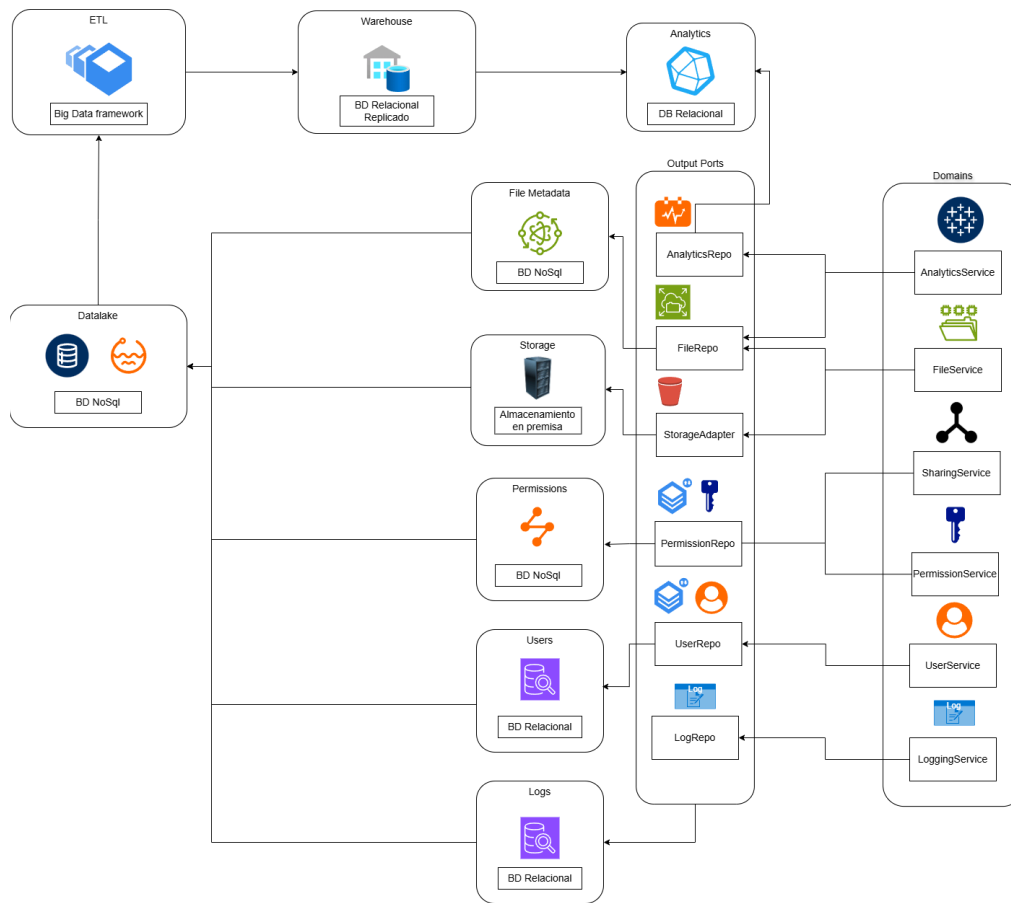 ETL
Big Data framework
Warehouse
BD Relacional
Replicado
Analytics
DB Relacional
File Metadata
BD NoSql
Datalake
BD NoSql
Storage
Almacenamiento
en premisa
Permissions
BD NoSql
Users
BD Relacional
Logs
BD Relacional
Output Ports
AnalyticsRepo
FileRepo
StorageAdapter
PermissionRepo
UserRepo
Log
LogRepo
Domains
AnalyticsService
FileService
SharingService
PermissionService
UserService
Log
LoggingService